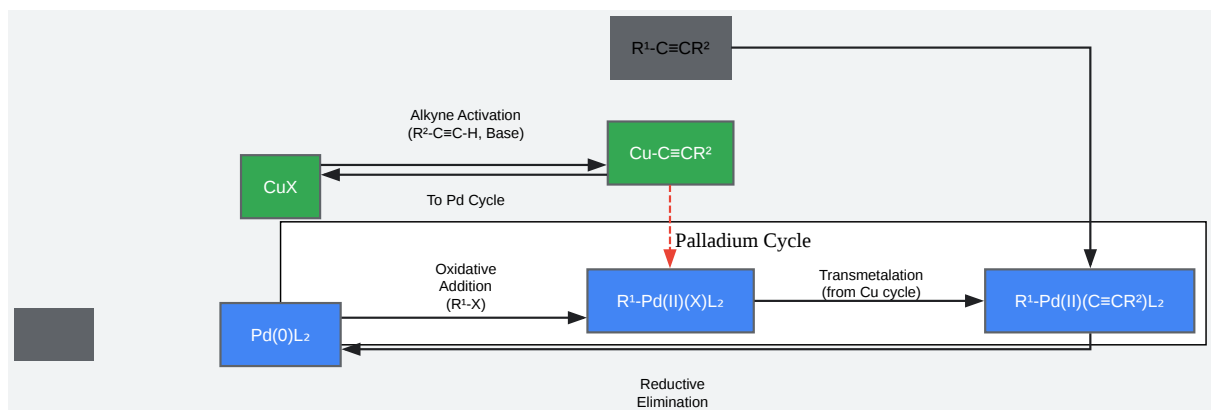 R¹-C≡CR²
Alkyne Activation
(R²-C≡C-H, Base)
Cu-C≡CR²
CuX
To Pd Cycle
Palladium Cycle
Oxidative
Addition
(R¹-X)
Transmetalation
(from Cu cycle)
R¹-Pd(II)(X)L₂
R¹-Pd(II)(C≡CR²)L₂
Pd(0)L₂
Reductive
Elimination